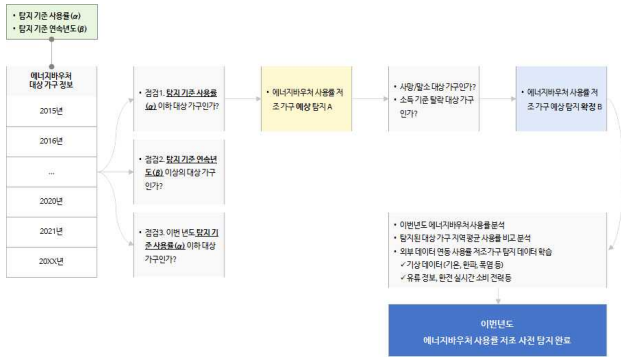 • 탐지 기준 사용률(α)
• 탐지 기준 연속년도(β)
에너지바우처
대상 가구 정보
2015년
2016년
...
2020년
2021년
20XX년
• 점검1. 탐지 기준 사용률
(α) 이하 대상 가구인가?
• 점검2. 탐지 기준 연속년
도(β) 이상의 대상 가구
인가?
• 점검3. 이번 년도 탐지 기
준 사용률(α) 이하 대상
가구인가?
• 에너지바우처 사용률 저
조 가구 예상 탐지 A
• 사망/말소 대상 가구인가?
• 소득 기준 탈락 대상 가구
인가?
• 에너지바우처 사용률 저
조 가구 예상 탐지 확정 B
• 이번년도 에너지바우처 사용률 분석
• 탐지된 대상 가구 지역 평균 사용률 비교 분석
• 외부 데이터 연동 사용률 저조 가구 탐지 데이터 학습
✓기상 데이터(기온, 한파, 폭염 등)
✓유류 정보, 환전 실시간 소비 전력 등
이번년도
에너지바우처 사용률 저조 사전 탐지 완료